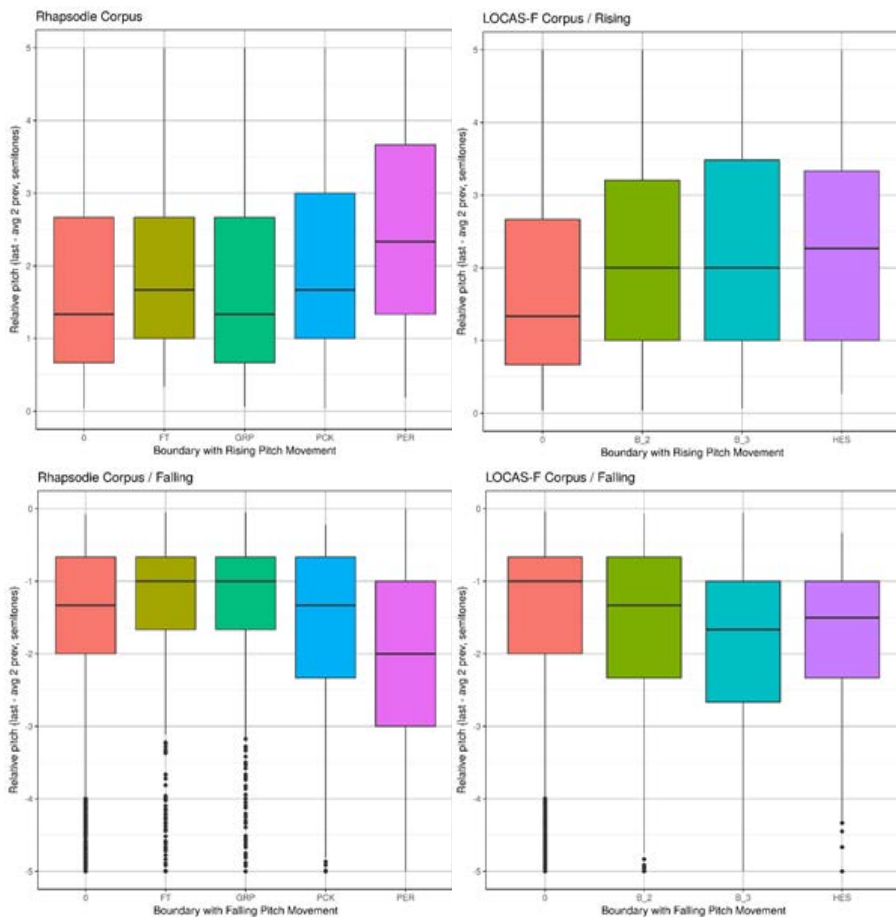 Rhapsodie Corpus
Relative pitch (last - avg 2 prev, semitones)
5
4
3
2
1
0
0 FT GRP PCK PER
Boundary with Rising Pitch Movement
LOCAS-F Corpus / Rising
Relative pitch (last - avg 2 prev, semitones)
5
4
3
2
1
0
0 B_2 B_3 HES
Boundary with Rising Pitch Movement
Rhapsodie Corpus / Falling
Relative pitch (last - avg 2 prev, semitones)
0
-1
-2
-3
-4
-5
0 FT GRP PCK PER
Boundary with Falling Pitch Movement
LOCAS-F Corpus / Falling
Relative pitch (last - avg 2 prev, semitones)
0
-1
-2
-3
-4
-5
0 B_2 B_3 HES
Boundary with Falling Pitch Movement